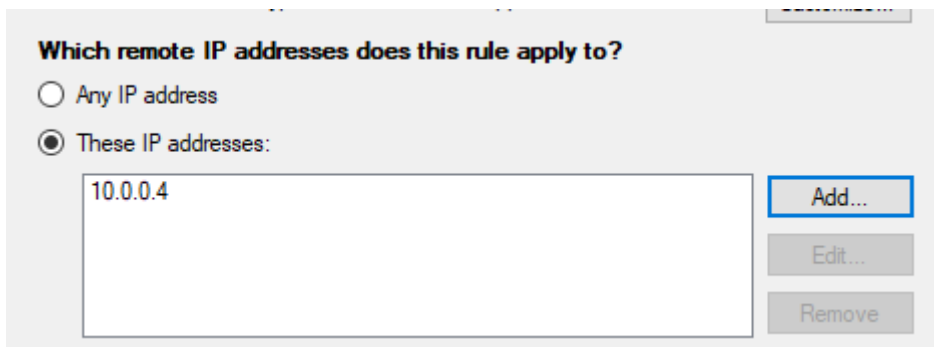 Which remote IP addresses does this rule apply to?
Any IP address
These IP addresses:
10.0.0.4
Add...
Edit...
Remove